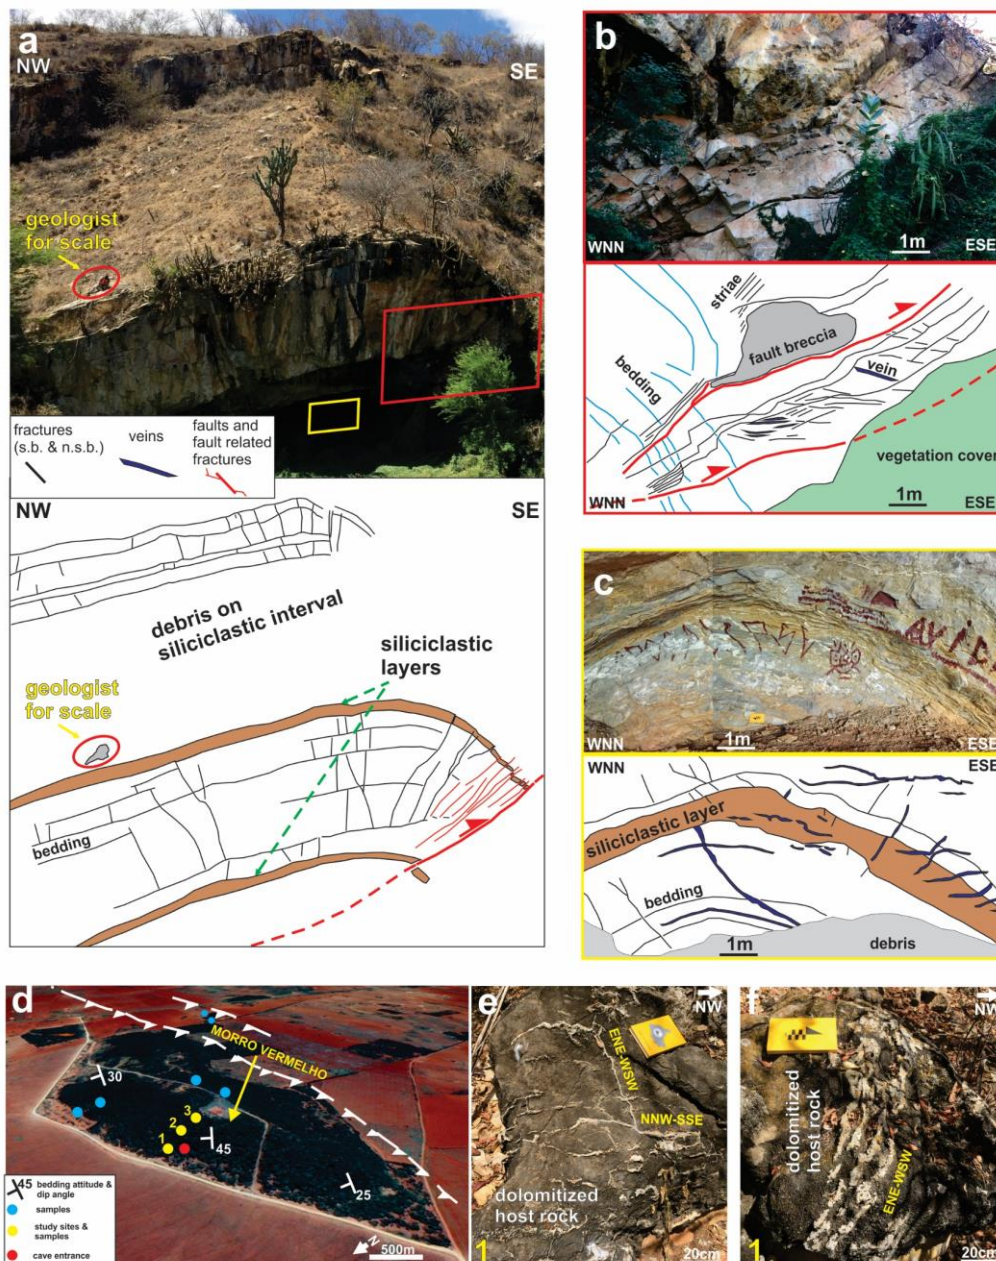 a
NW
SE
geologist
for scale
fractures
(s.b. & n.s.b.)
veins
faults and
fault related
fractures
NW
SE
debris on
siliciclastic interval
siliciclastic
layers
geologist
for scale
bedding
b
WNN
1m
ESE
striae
fault breccia
bedding
vein
vegetation cover
WNN
1m
ESE
c
WNN
1m
ESE
WNN
ESE
siliciclastic layer
bedding
1m
debris
d
MORRO VERMELHO
30
3
2
1
45
25
45 bedding attitude &
dip angle
samples
study sites &
samples
cave entrance
N
500m
e
NW
ENE-WSW
NNW-SSE
dolomitized
host rock
1
20cm
f
NW
dolomitized
host rock
ENE-WSW
1
20cm